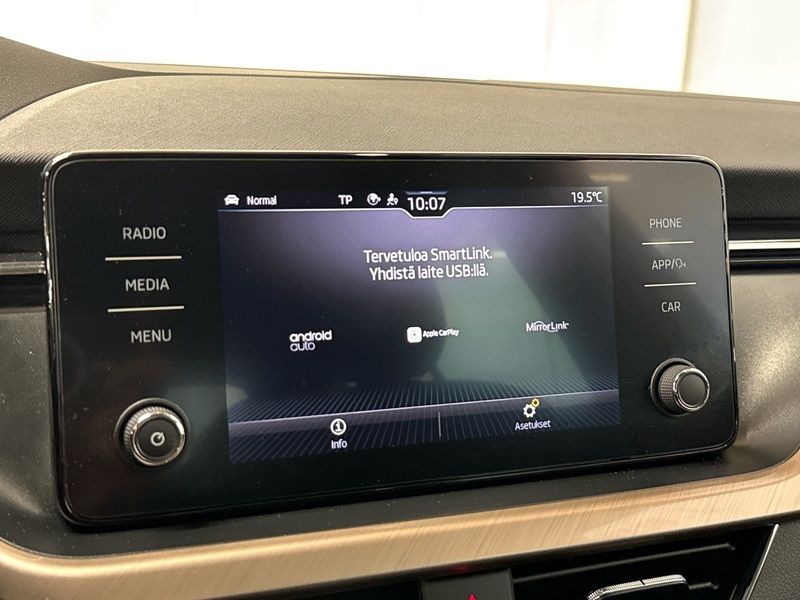 Normal TP 10:07 19.5°C
RADIO
MEDIA
MENU
Tervetuloa SmartLink.
Yhdistä laite USB:llä.
android
auto
Apple CarPlay
MirrorLink
Info
Asetukset
PHONE
APP/
CAR